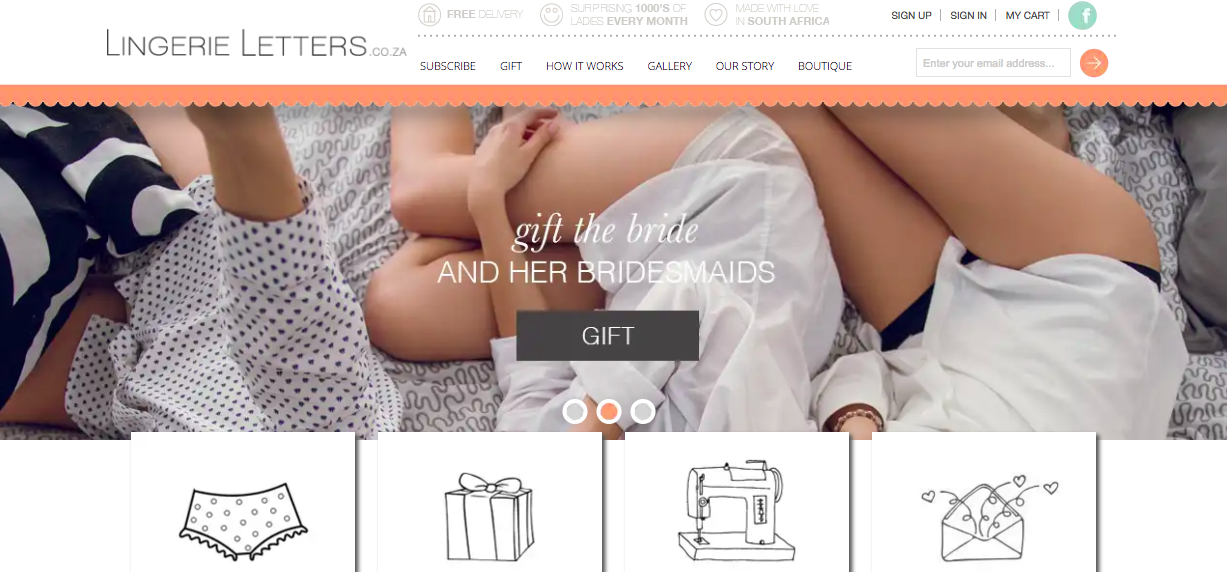 FREE DELIVERY
SURPRISING 1000'S OF
LADES EVERY MONTH
MADE WITH LOVE
IN SOUTH AFRICA
SIGN UP
SIGN IN
MY CART
f
LINGERIE LETTERS.CO.ZA
SUBSCRIBE
GIFT
HOW IT WORKS
GALLERY
OUR STORY
BOUTIQUE
Enter your email address...
gift the bride
AND HER BRIDESMAIDS
GIFT